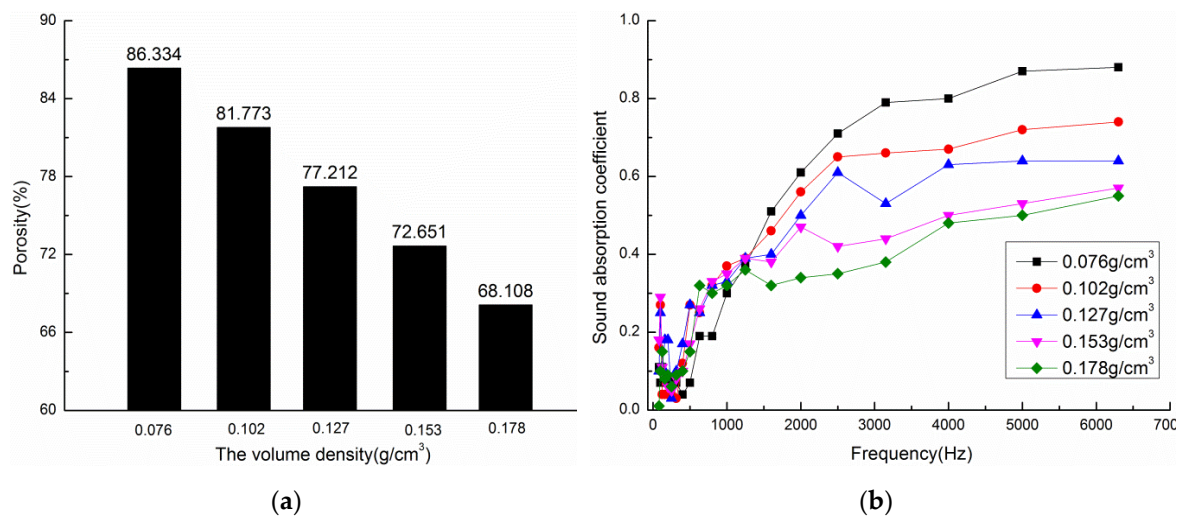 90
84
78
72
66
60
Porosity(%)
86.334
81.773
77.212
72.651
68.108
0.076
0.102
0.127
0.153
0.178
The volume density(g/cm³)
(a)
1.0
0.8
0.6
0.4
0.2
0.0
Sound absorption coefficient
0.076g/cm³
0.102g/cm³
0.127g/cm³
0.153g/cm³
0.178g/cm³
0
1000
2000
3000
4000
5000
6000
700
Frequency(Hz)
(b)